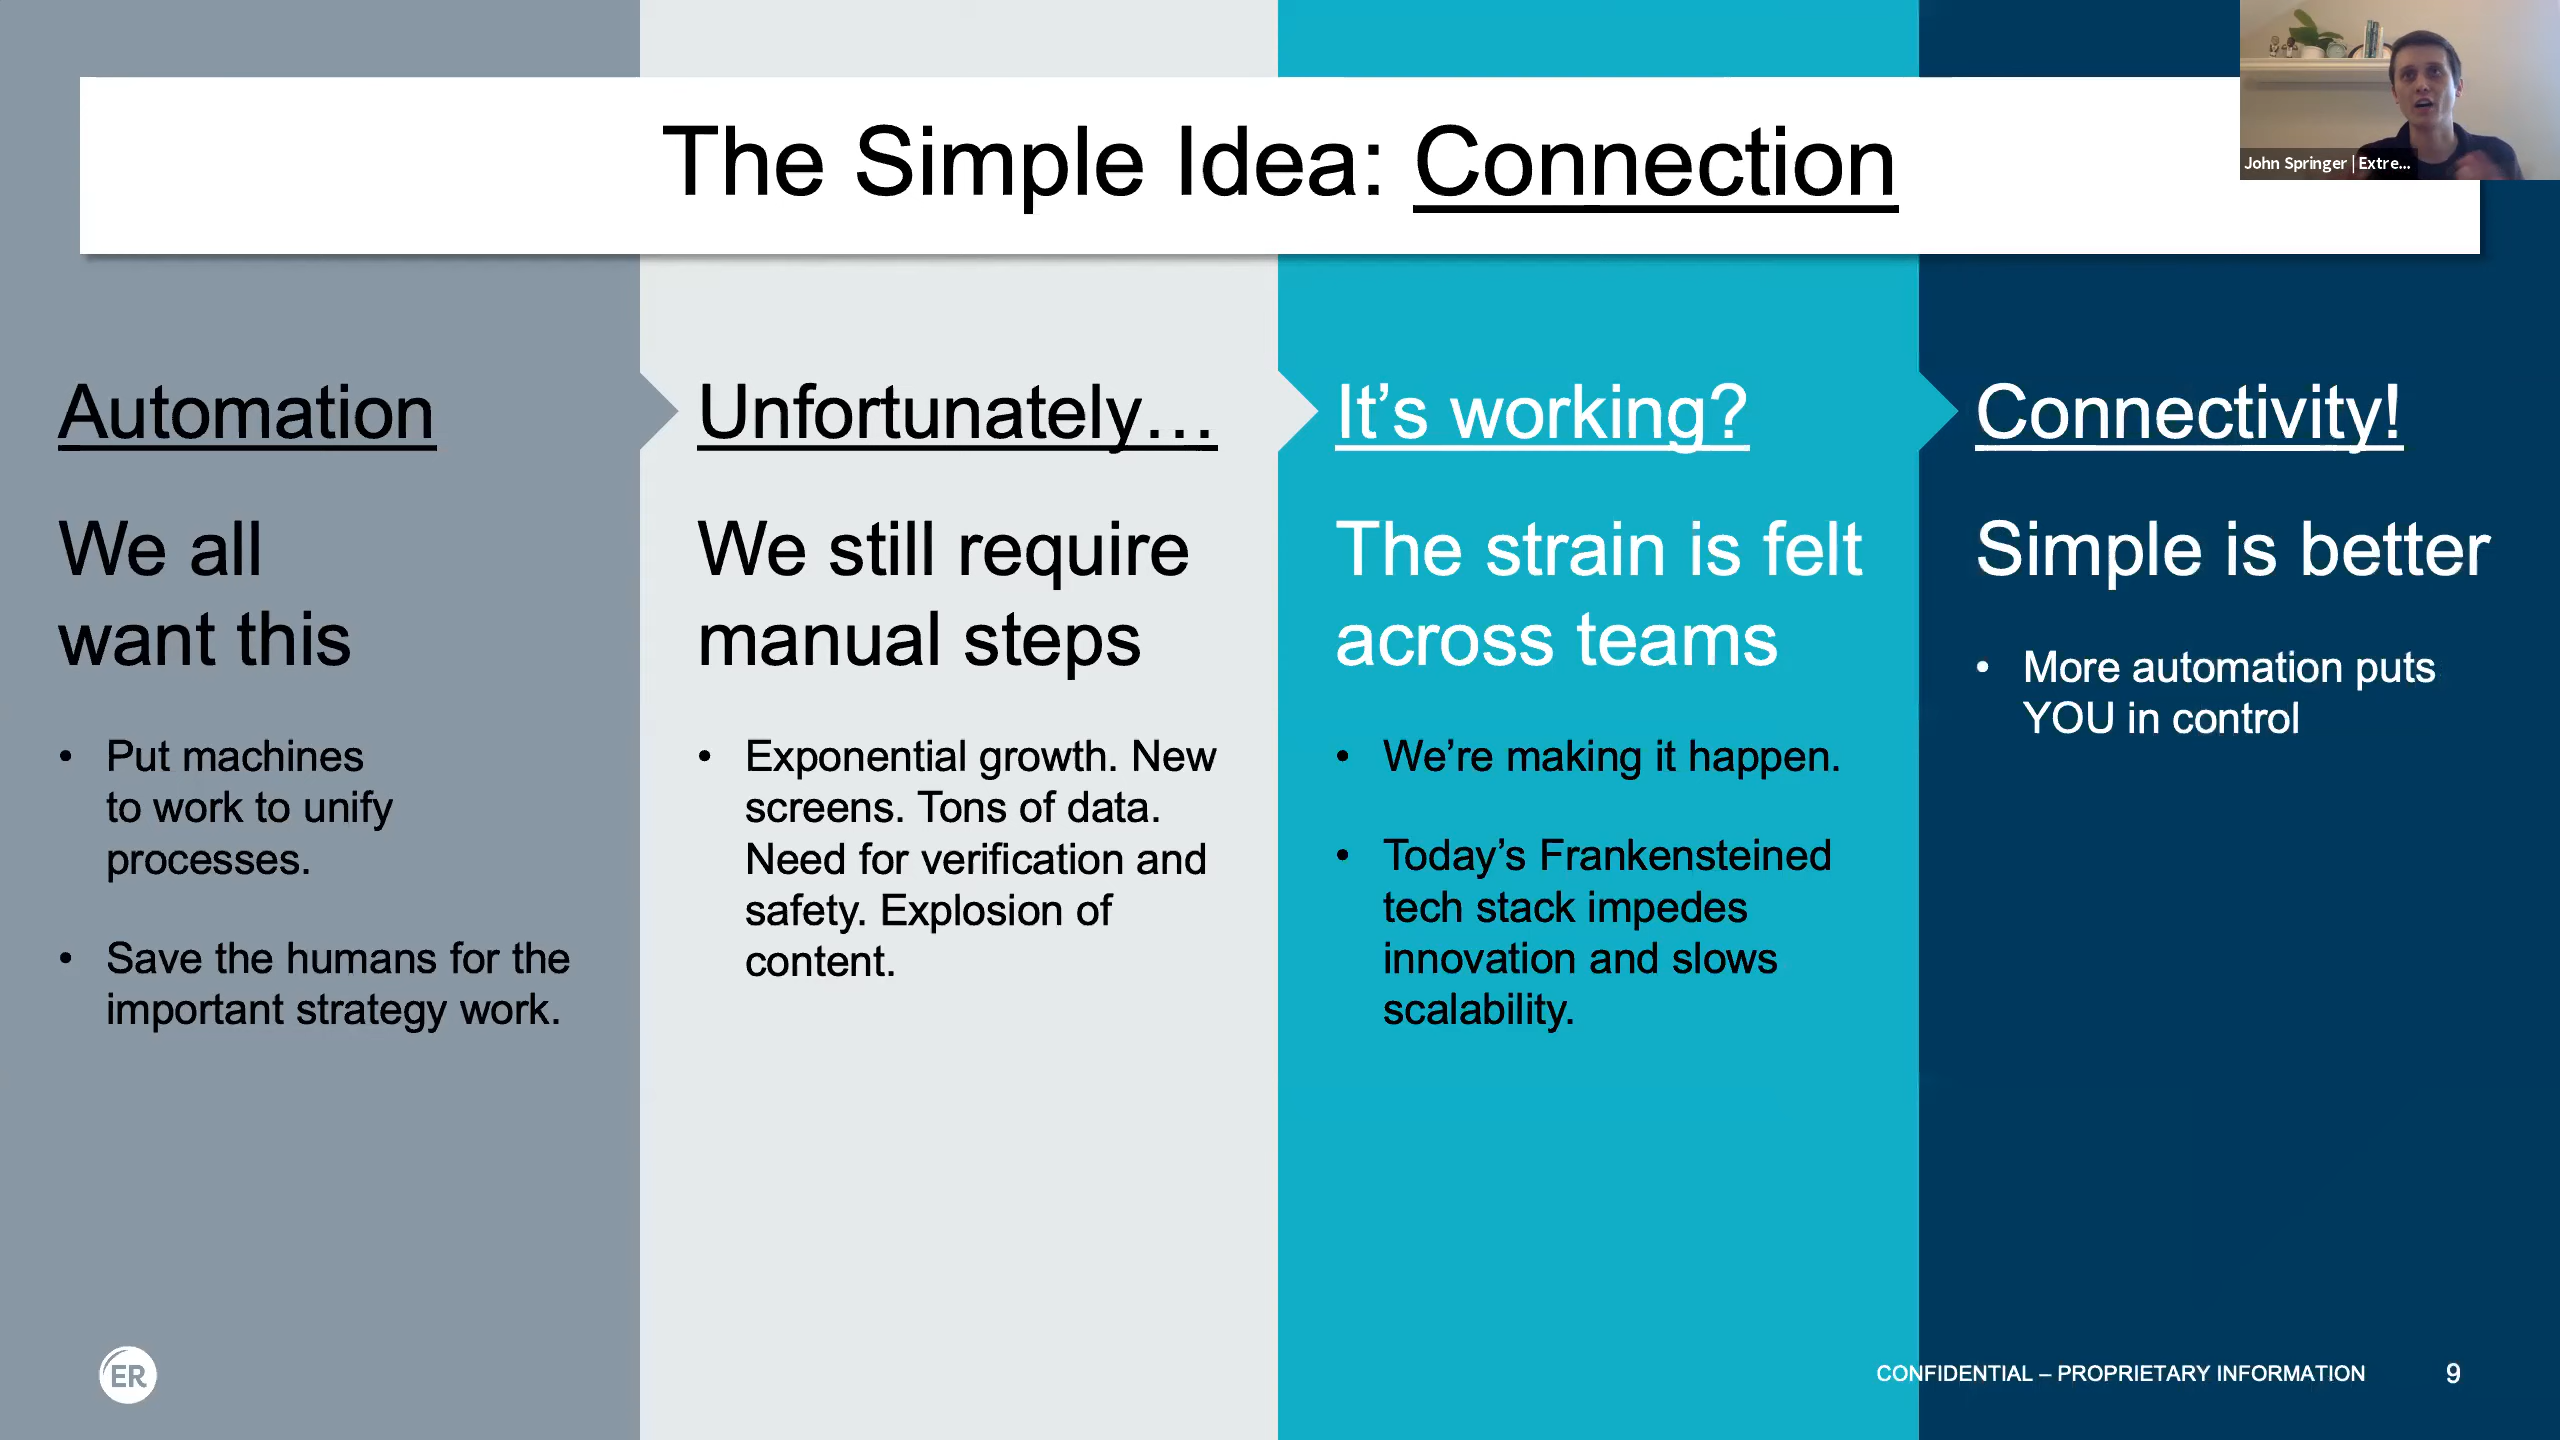 The Simple Idea: Connection
John Springer | Extre...
Automation
We all
want this
• Put machines
to work to unify
processes.
• Save the humans for the
important strategy work.
Unfortunately…
We still require
manual steps
• Exponential growth. New
screens. Tons of data.
Need for verification and
safety. Explosion of
content.
It’s working?
The strain is felt
across teams
• We’re making it happen.
• Today’s Frankensteined
tech stack impedes
innovation and slows
scalability.
Connectivity!
Simple is better
• More automation puts
YOU in control
ER
CONFIDENTIAL – PROPRIETARY INFORMATION
9